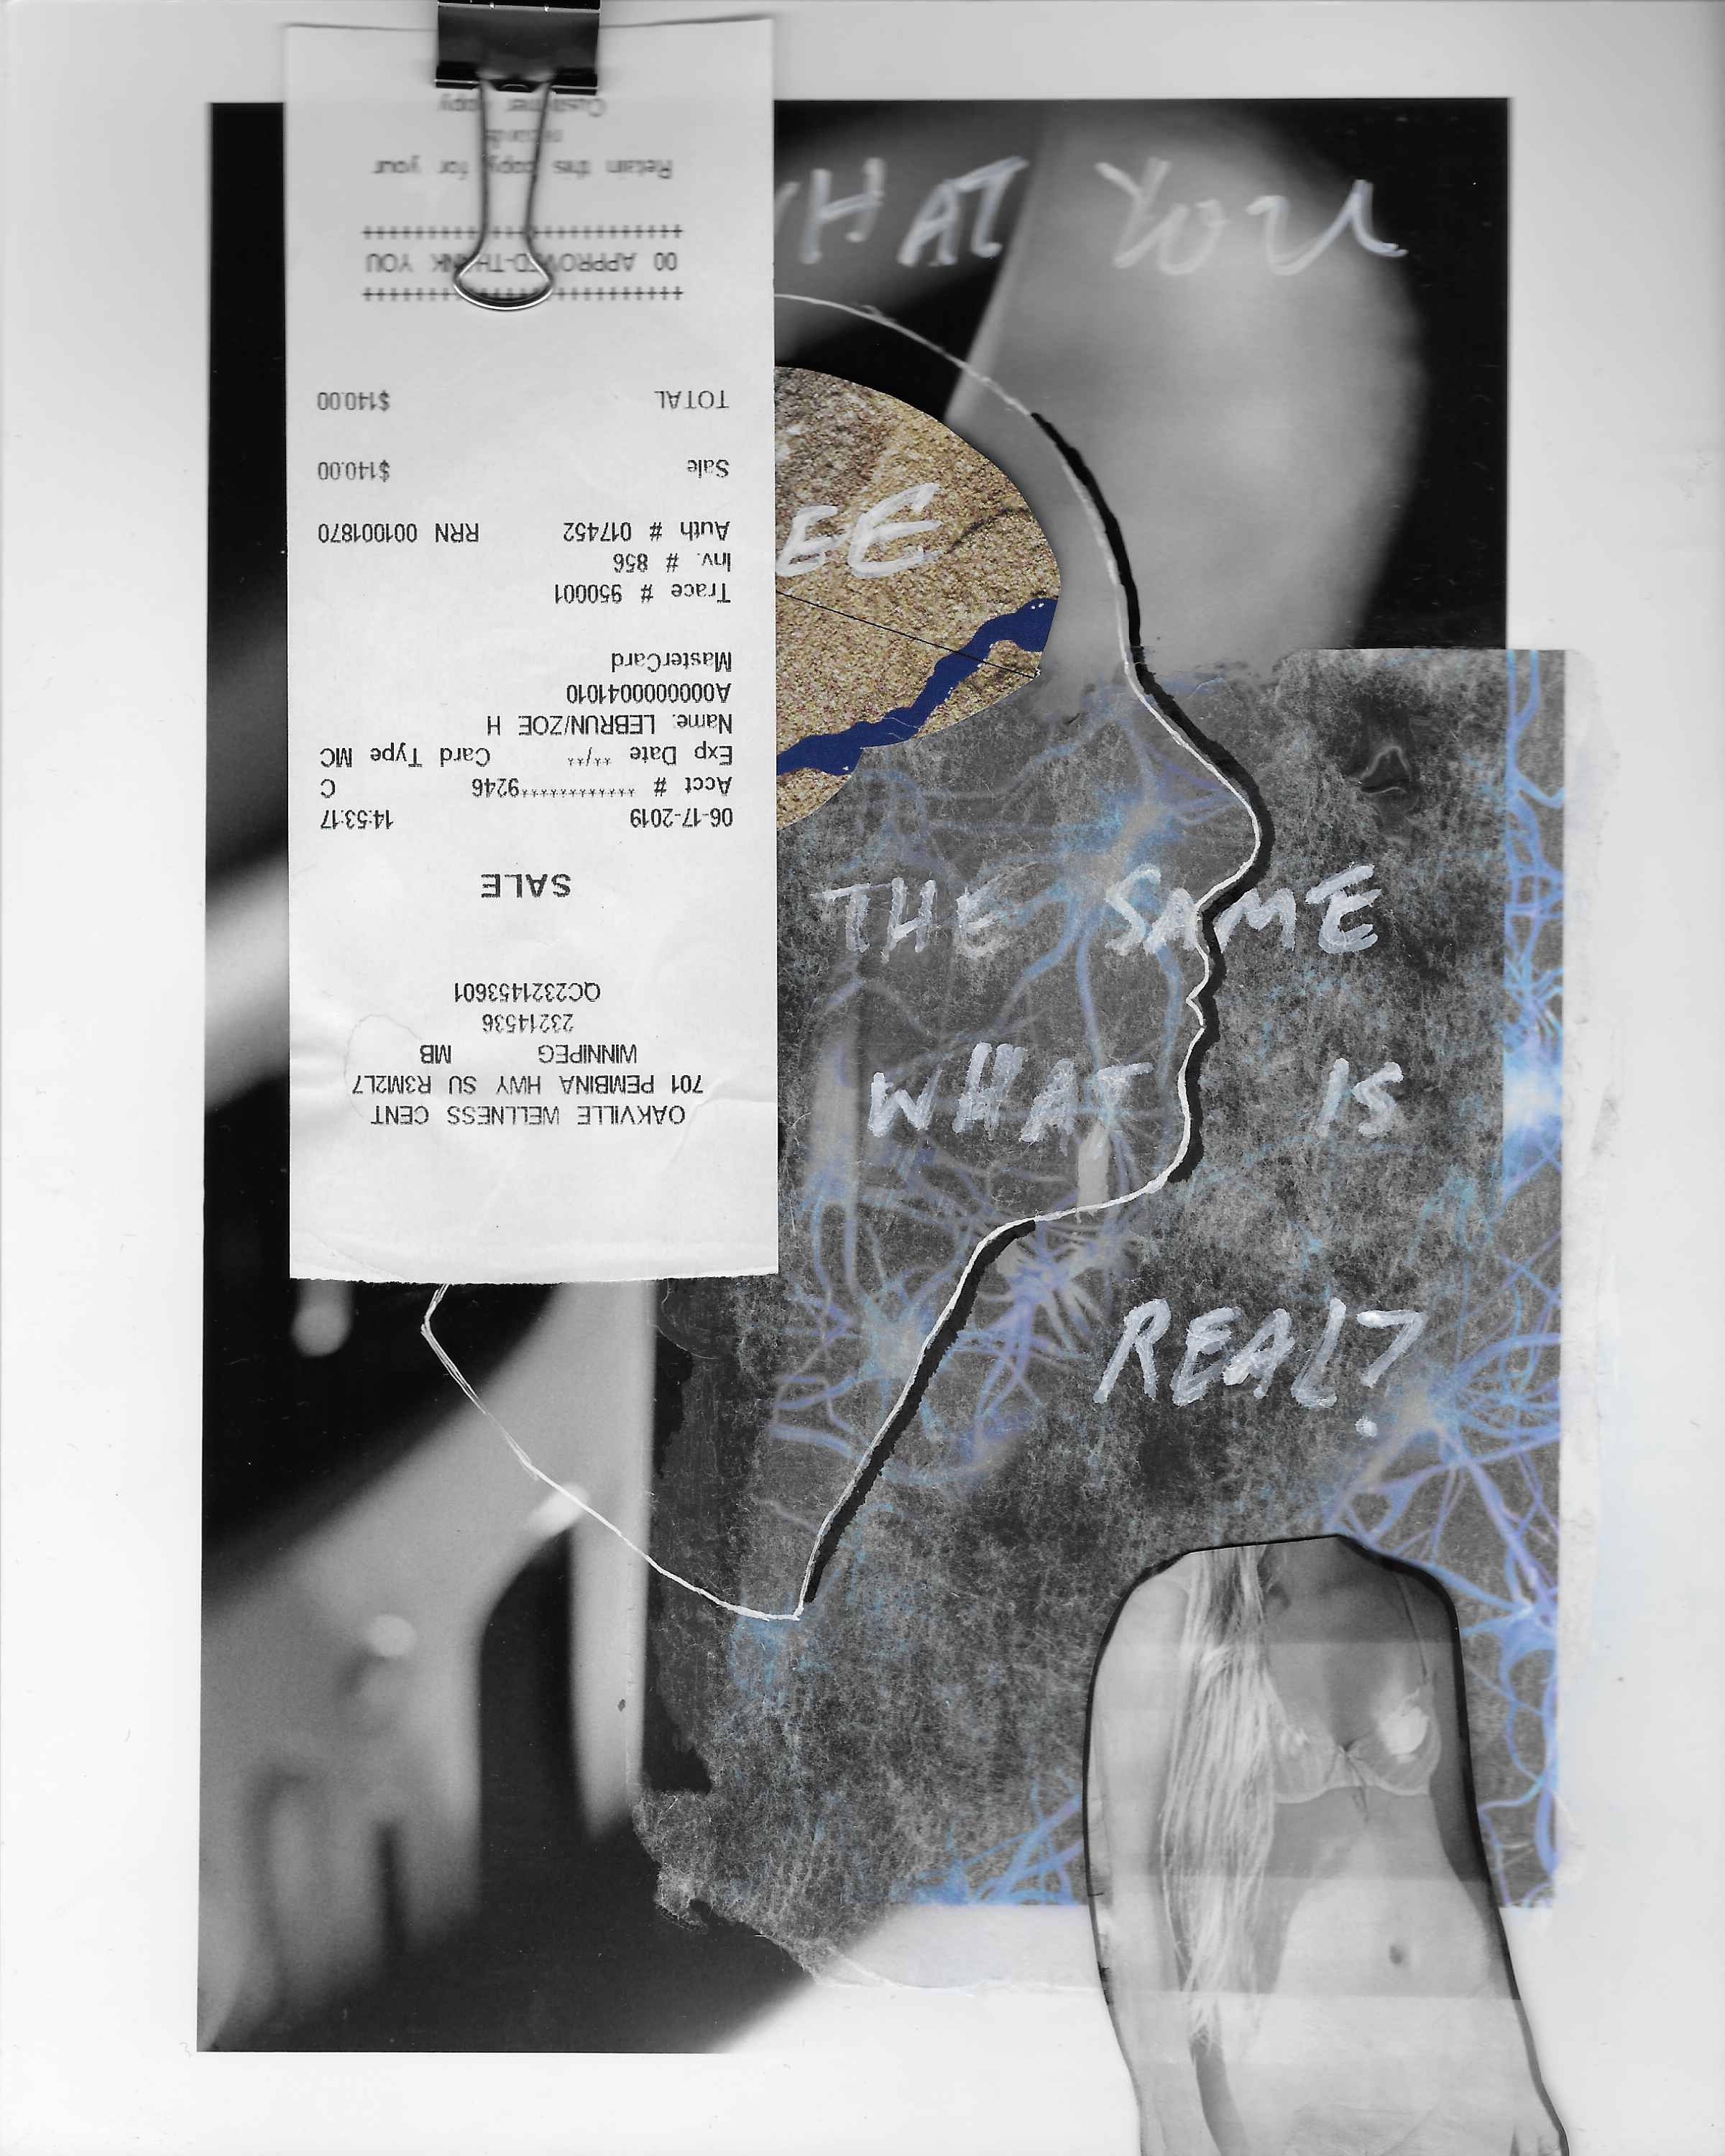 WHAT YOU
EE
THE SAME
WHAT IS
REAL?
OAKVILLE WELLNESS CENT
701 PEMBINA HWY SU R3M2L7
WINNIPEG MB
23214536
QC2321453601
SALE
06-17-2019 14:53:17
Acct # ************9246 C
Exp Date **/** Card Type MC
Name: LEBRUN/ZOE H
A0000000041010
MasterCard
Trace # 950001
Inv. # 856
Auth # 017452 RRN 001001870
Sale $140.00
TOTAL $140.00
++++++++++++++++++++++++++++++
00 APPROVED-THANK YOU
++++++++++++++++++++++++++++++
Retain this copy for your
records
Customer copy